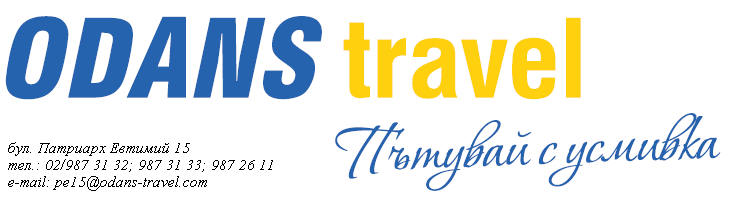 ODANS travel
Пътувай с усмивка
бул. Патриарх Евтимий 15
тел.: 02/987 31 32; 987 31 33; 987 26 11
e-mail: pe15@odans-travel.com